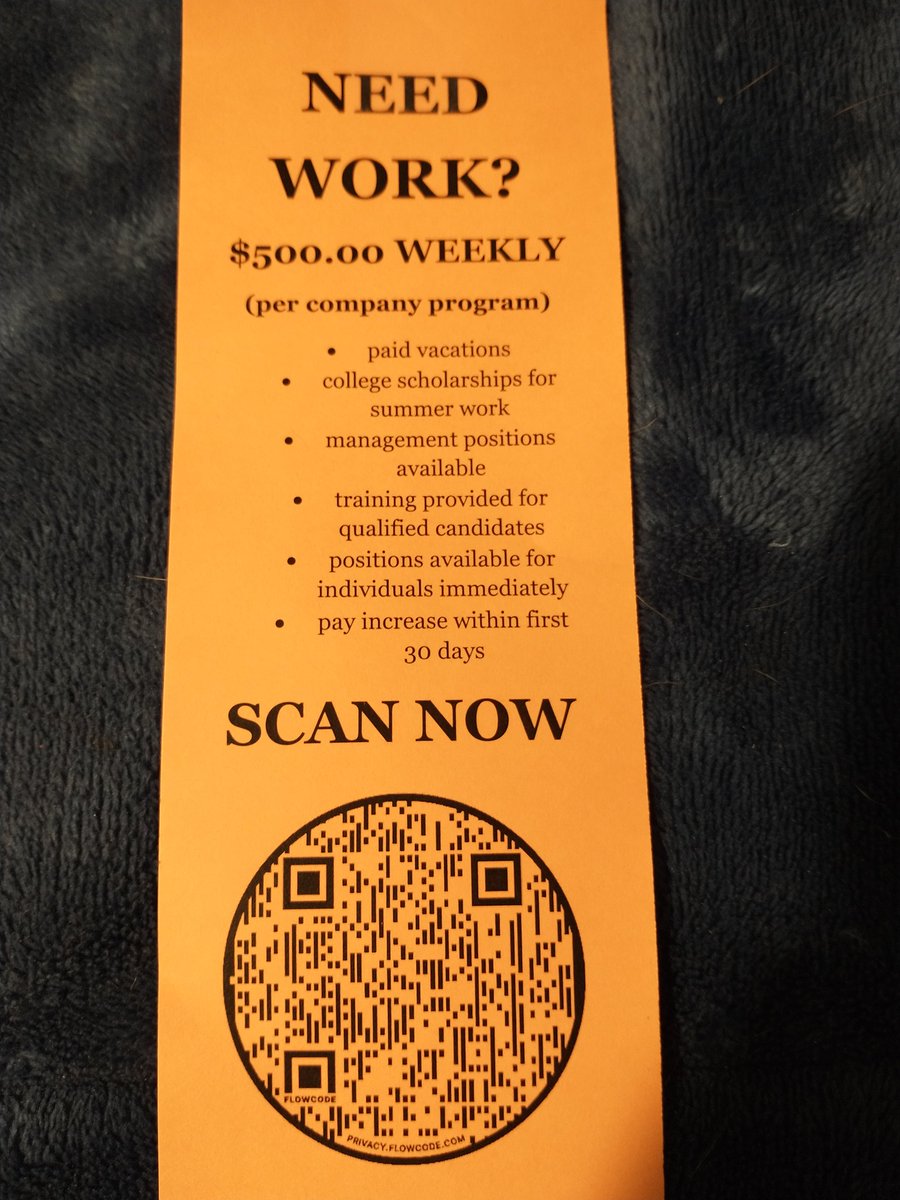 NEED
WORK?
$500.00 WEEKLY
(per company program)
• paid vacations
• college scholarships for
summer work
• management positions
available
• training provided for
qualified candidates
• positions available for
individuals immediately
• pay increase within first
30 days
SCAN NOW
FLOWCODE
PRIVACY.FLOWCODE.COM